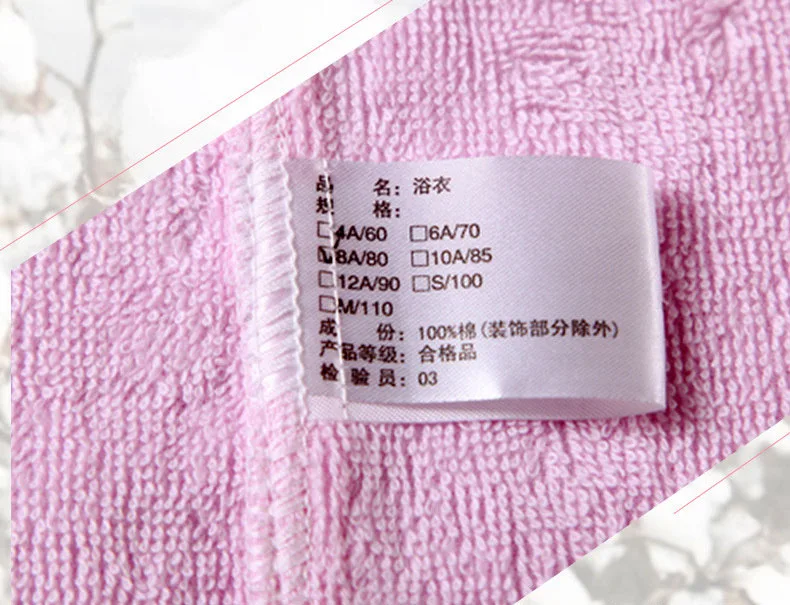 品 名：浴衣
规 格：
□4A/60 □6A/70
☑8A/80 □10A/85
□12A/90 □S/100
□M/110
成 份：100%棉(装饰部分除外)
产品等级：合格品
检 验 员：03